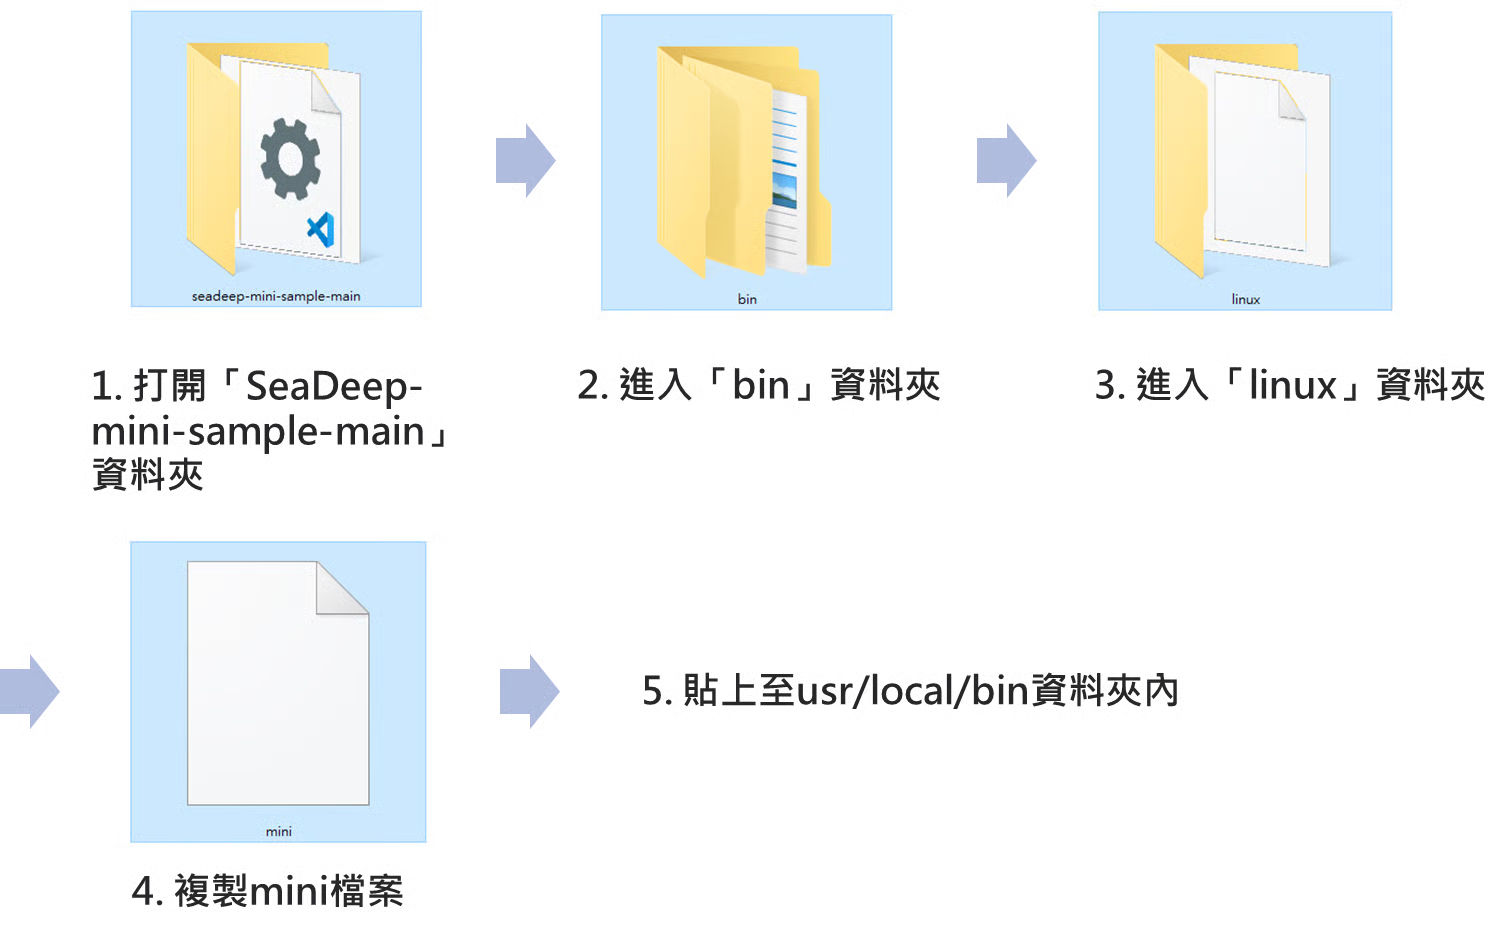 seadeep-mini-sample-main
bin
linux
1. 打開「SeaDeep-
mini-sample-main」
資料夾
2. 進入「bin」資料夾
3. 進入「linux」資料夾
mini
4. 複製mini檔案
5. 貼上至usr/local/bin資料夾內